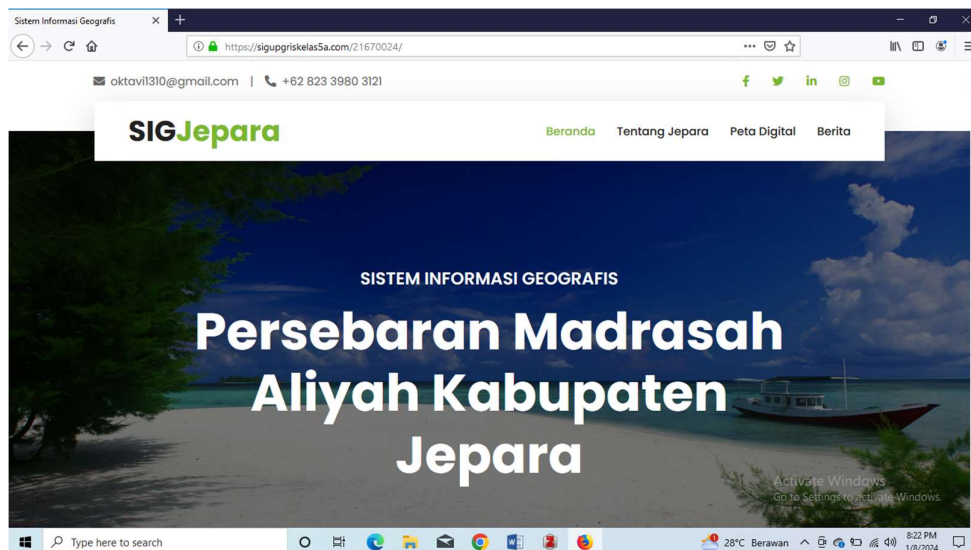 Sistem Informasi Geografis
https://sigupgriskelas5a.com/21670024/
oktavi1310@gmail.com | +62 823 3980 3121
SIGJepara
Beranda Tentang Jepara Peta Digital Berita
SISTEM INFORMASI GEOGRAFIS
Persebaran Madrasah
Aliyah Kabupaten
Jepara
Activate Windows
Go to Settings to activate Windows.
Type here to search
28°C Berawan
8:22 PM
1/8/2024